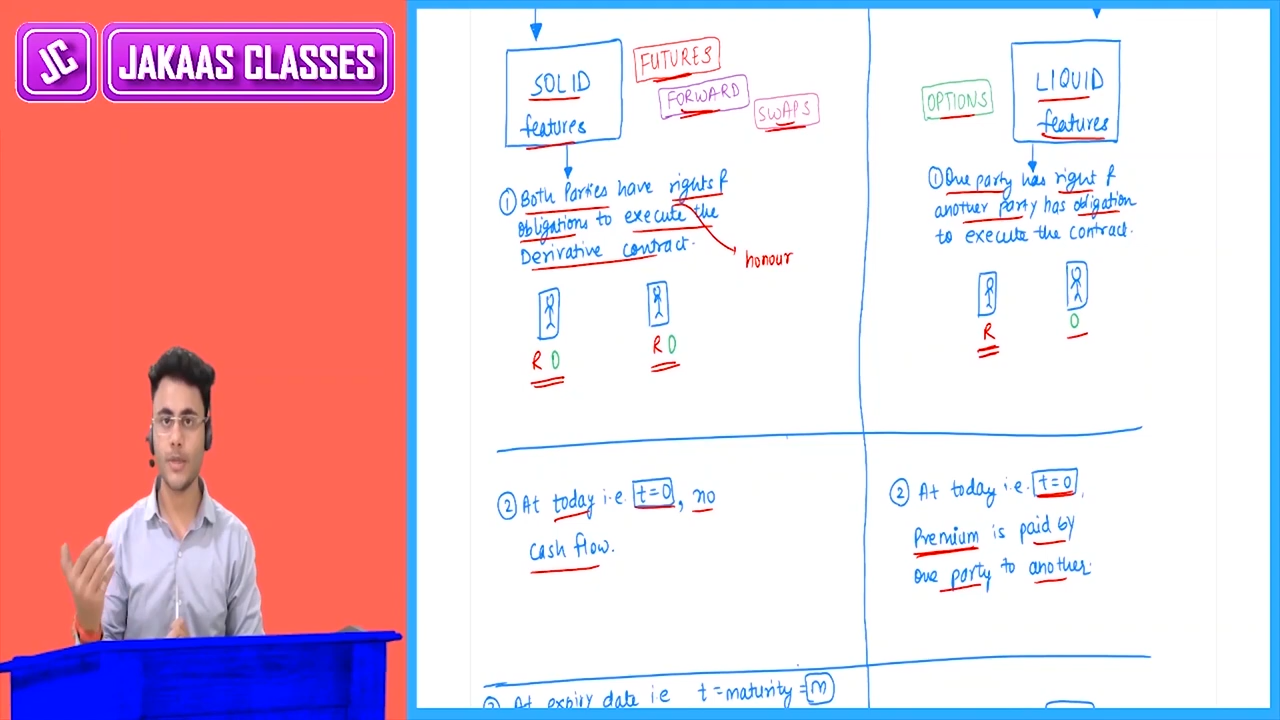 JC
JAKAAS CLASSES
SOLID
features
FUTURES
FORWARD
SWAPS
① Both Parties have rights &
obligations to execute the
Derivative contract.
honour
R O
R O
② At today i.e. t=0, no
cash flow.
③ At expiry date i.e t = maturity = m
OPTIONS
LIQUID
features
① One party has right &
another party has obligation
to execute the contract.
R
O
② At today i.e. t=0,
Premium is paid by
one party to another.